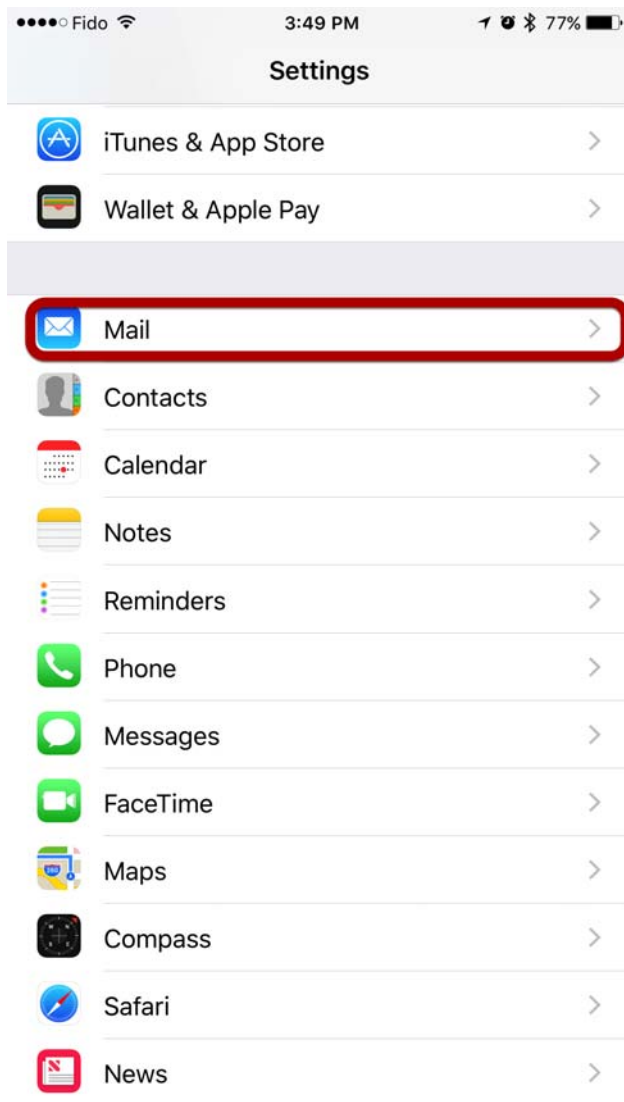 Fido 3:49 PM 77%
Settings
iTunes & App Store
Wallet & Apple Pay
Mail
Contacts
Calendar
Notes
Reminders
Phone
Messages
FaceTime
Maps
Compass
Safari
News